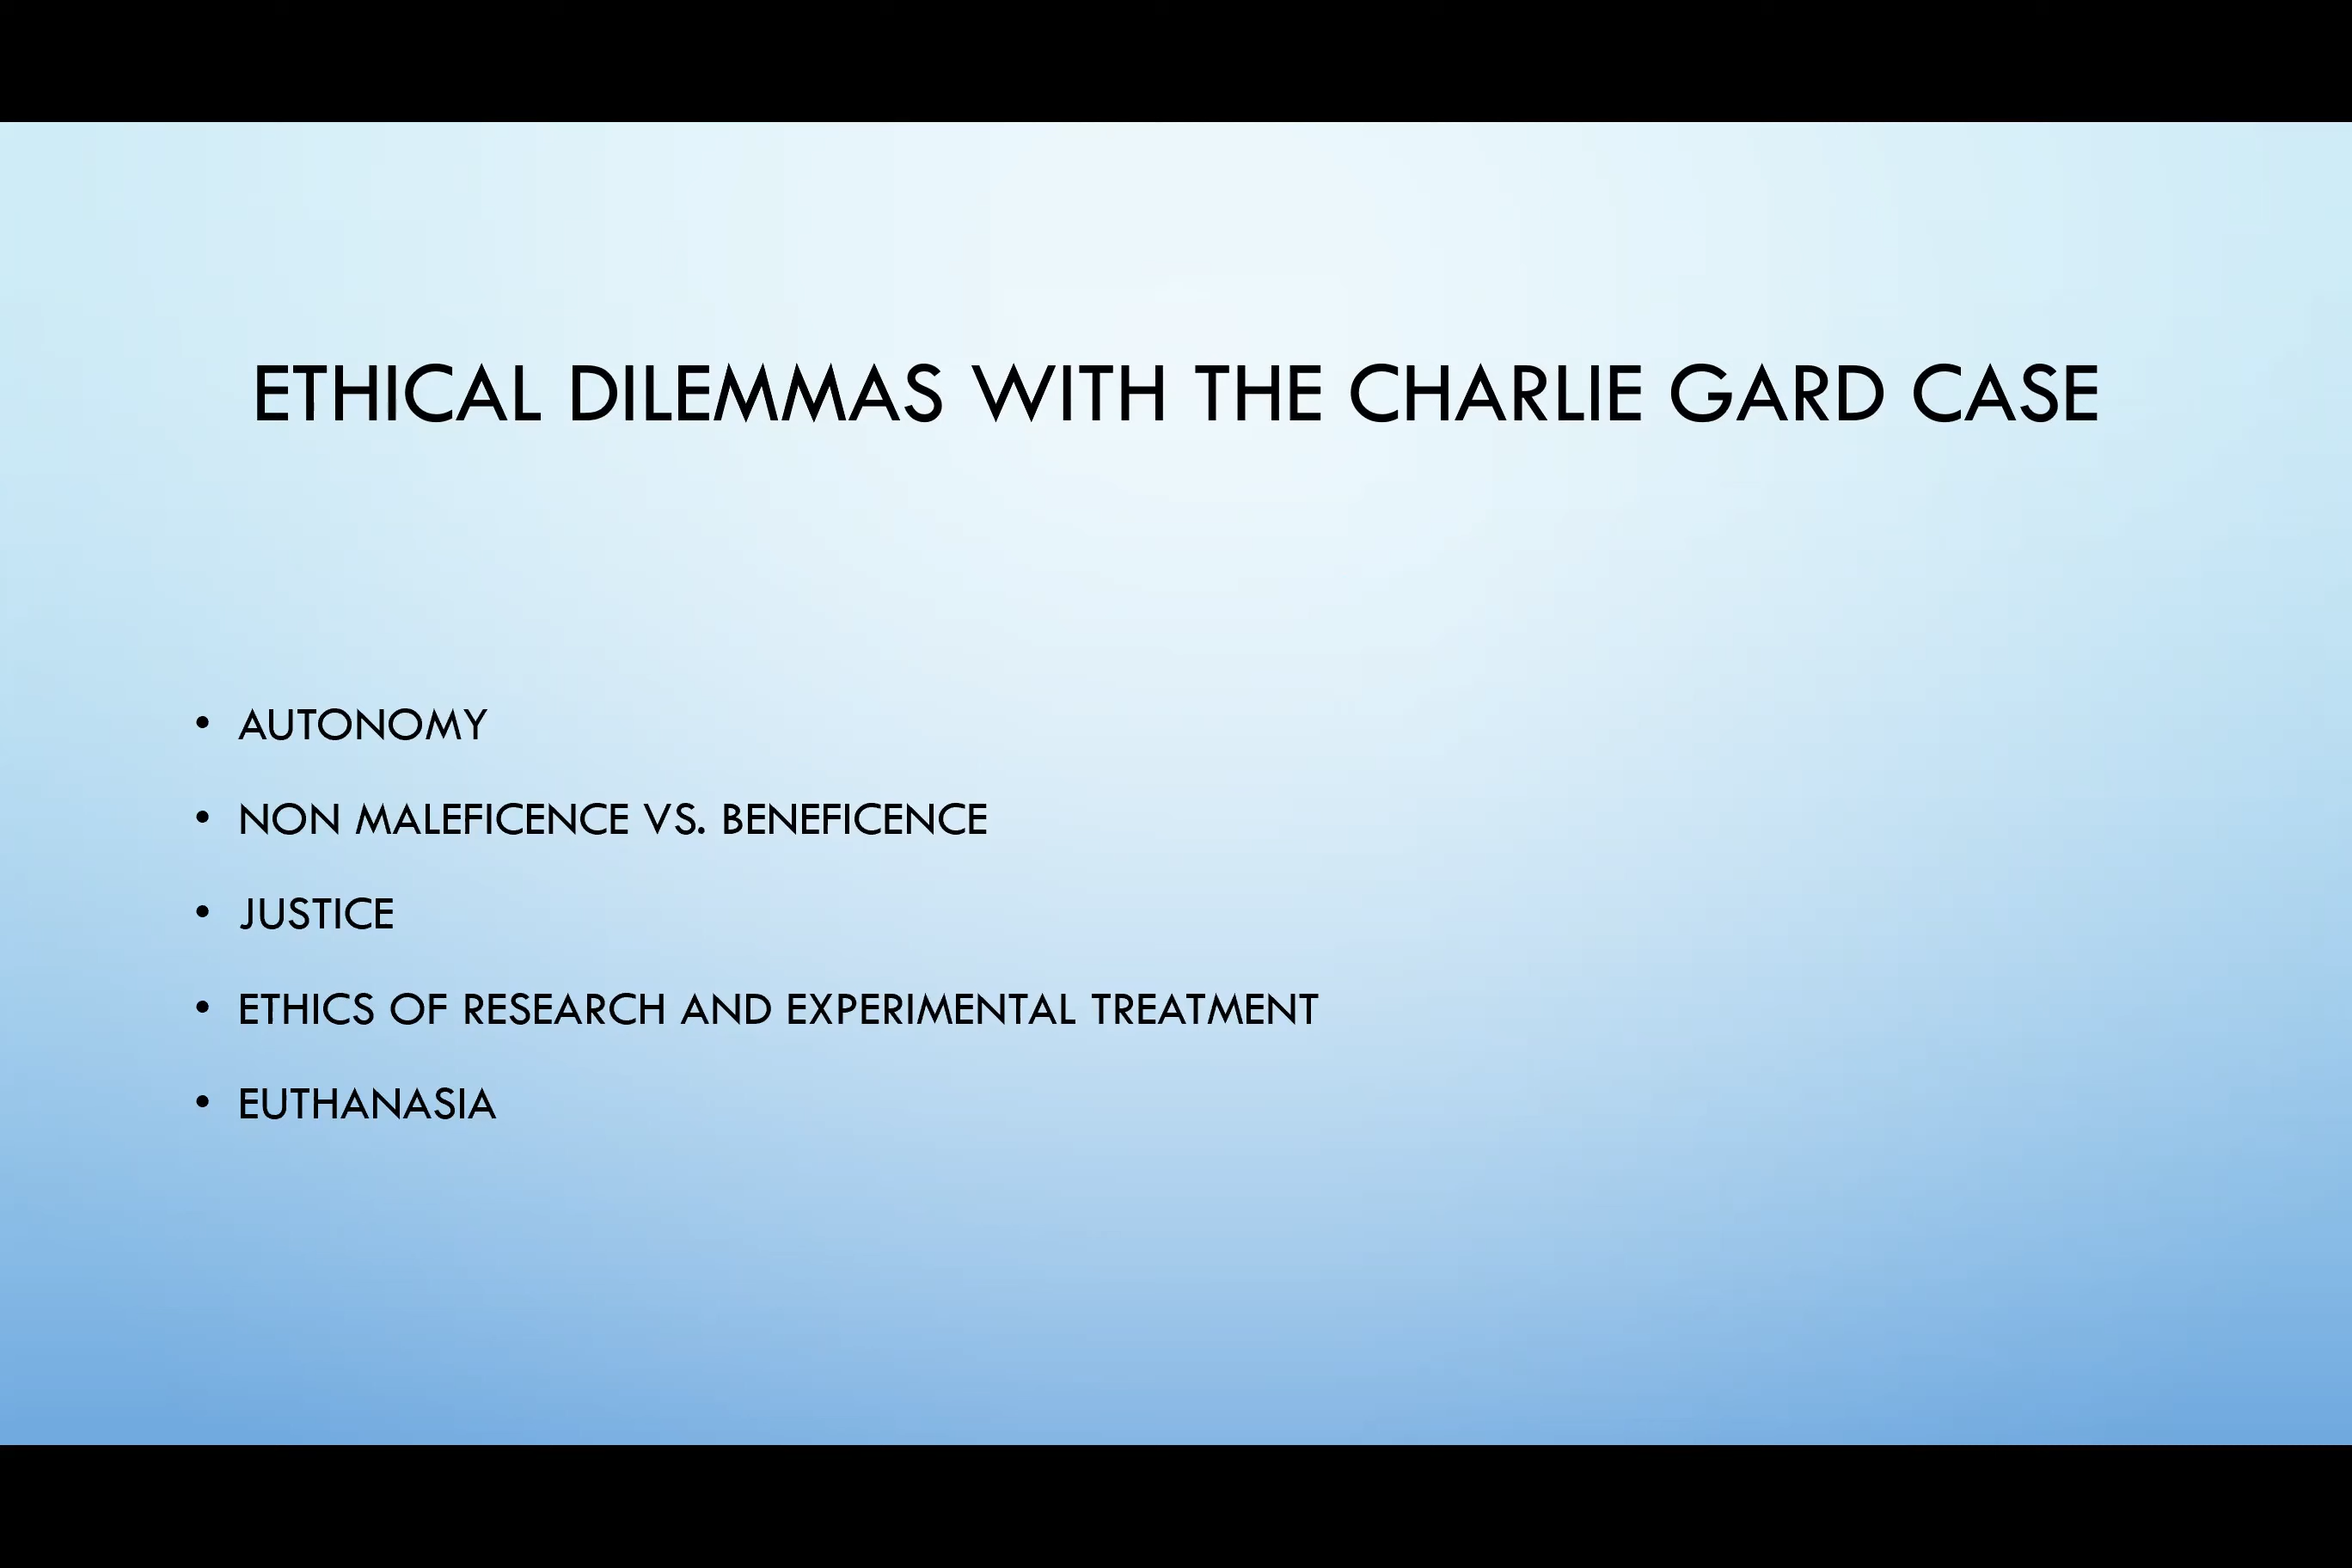 ETHICAL DILEMMAS WITH THE CHARLIE GARD CASE
• AUTONOMY
• NON MALEFICENCE VS. BENEFICENCE
• JUSTICE
• ETHICS OF RESEARCH AND EXPERIMENTAL TREATMENT
• EUTHANASIA